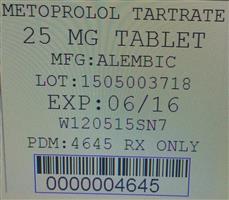 METOPROLOL TARTRATE
25 MG TABLET
MFG:ALEMBIC
LOT:1505003718
EXP:06/16
W120515SN7
PDM:4645 RX ONLY
0000004645